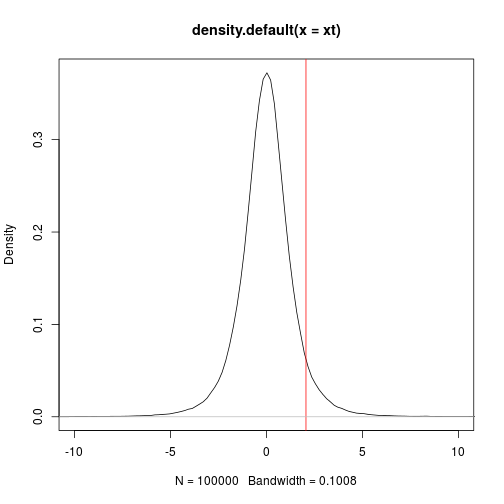 density.default(x = xt)
Density
0.3
0.2
0.1
0.0
-10 -5 0 5 10
N = 100000 Bandwidth = 0.1008